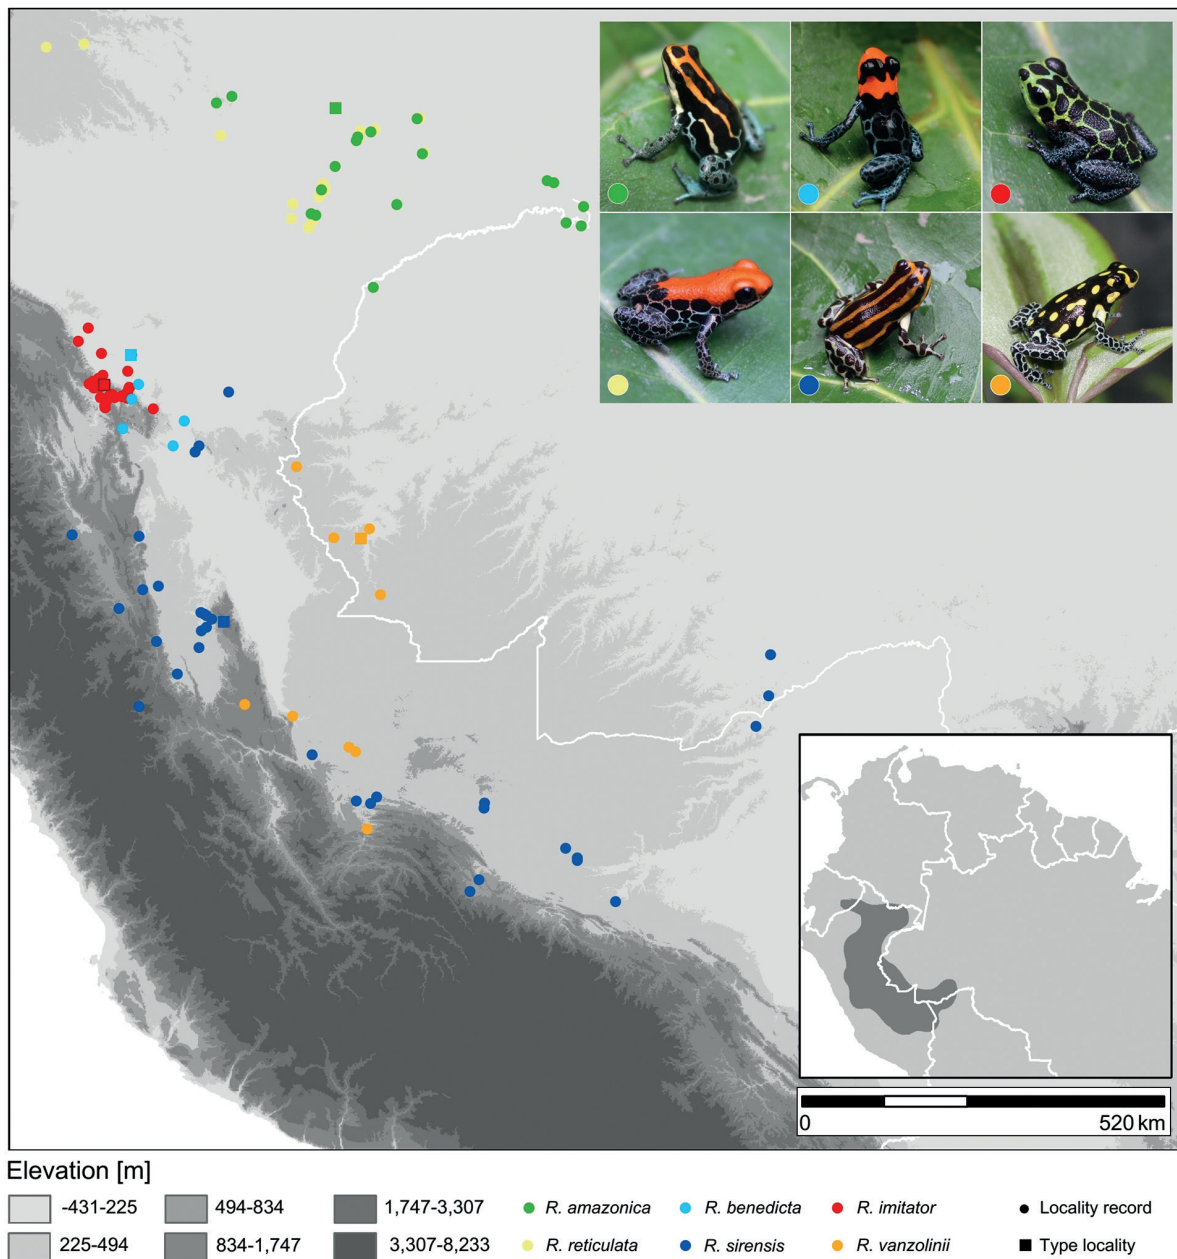 0 520 km
Elevation [m]
-431-225 494-834 1,747-3,307 R. amazonica R. benedicta R. imitator Locality record
225-494 834-1,747 3,307-8,233 R. reticulata R. sirensis R. vanzolinii Type locality